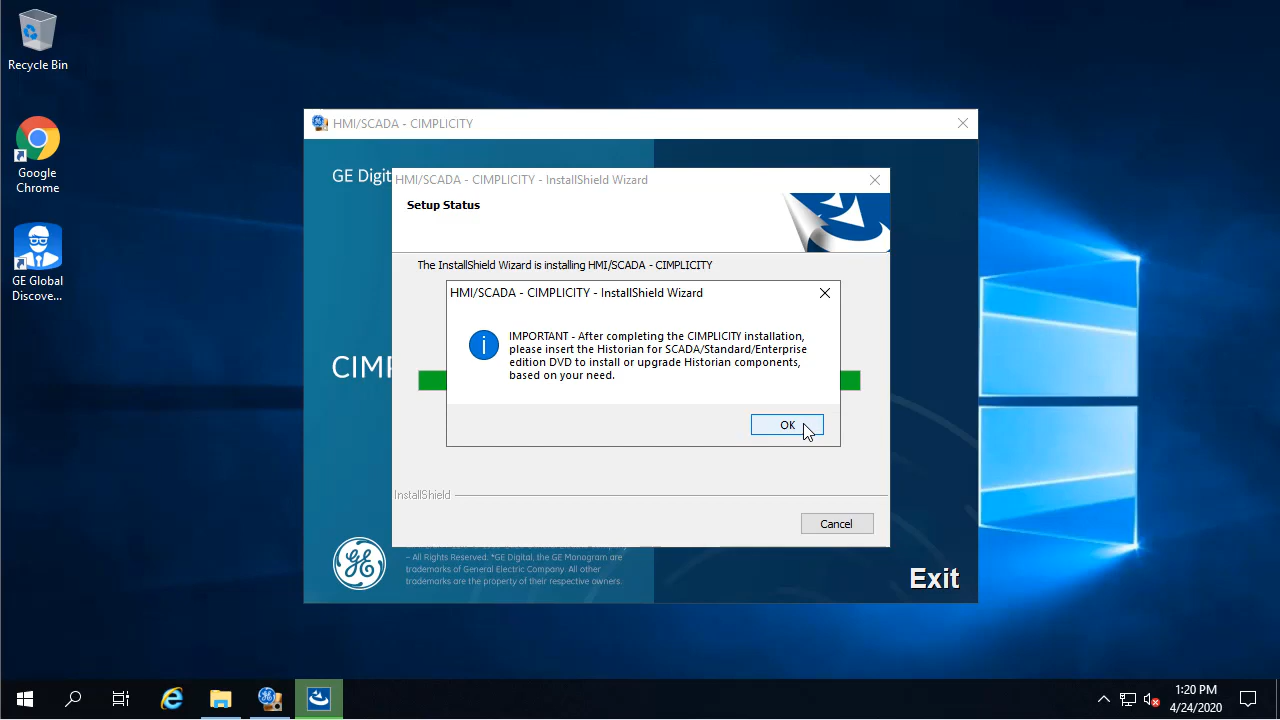 Recycle Bin
Google
Chrome
GE Global
Discove...
HMI/SCADA - CIMPLICITY
GE Digit
HMI/SCADA - CIMPLICITY - InstallShield Wizard
Setup Status
The InstallShield Wizard is installing HMI/SCADA - CIMPLICITY
HMI/SCADA - CIMPLICITY - InstallShield Wizard
IMPORTANT - After completing the CIMPLICITY installation,
please insert the Historian for SCADA/Standard/Enterprise
edition DVD to install or upgrade Historian components,
based on your need.
OK
CIMP
InstallShield
Cancel
– All Rights Reserved. *GE Digital, the GE Monogram are
trademarks of General Electric Company. All other
trademarks are the property of their respective owners.
Exit
1:20 PM
4/24/2020